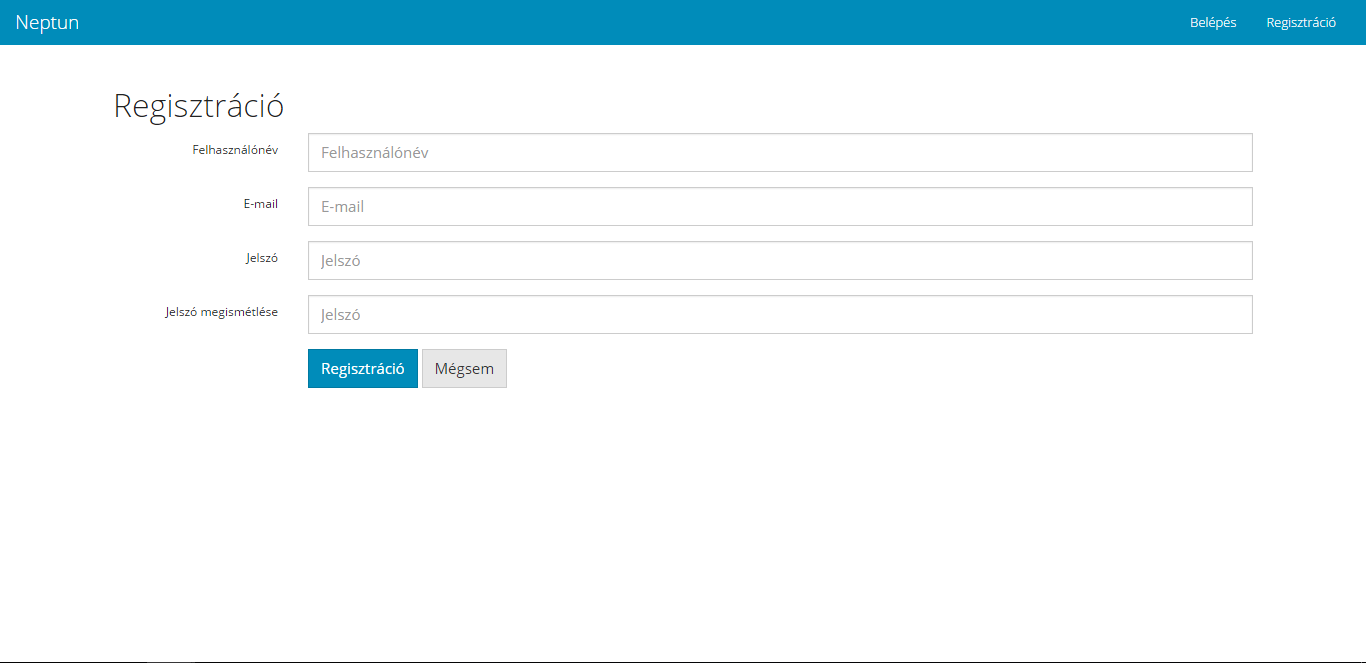 Neptun
Belépés Regisztráció
Regisztráció
Felhasználónév Felhasználónév
E-mail E-mail
Jelszó Jelszó
Jelszó megismétlése Jelszó
Regisztráció Mégsem